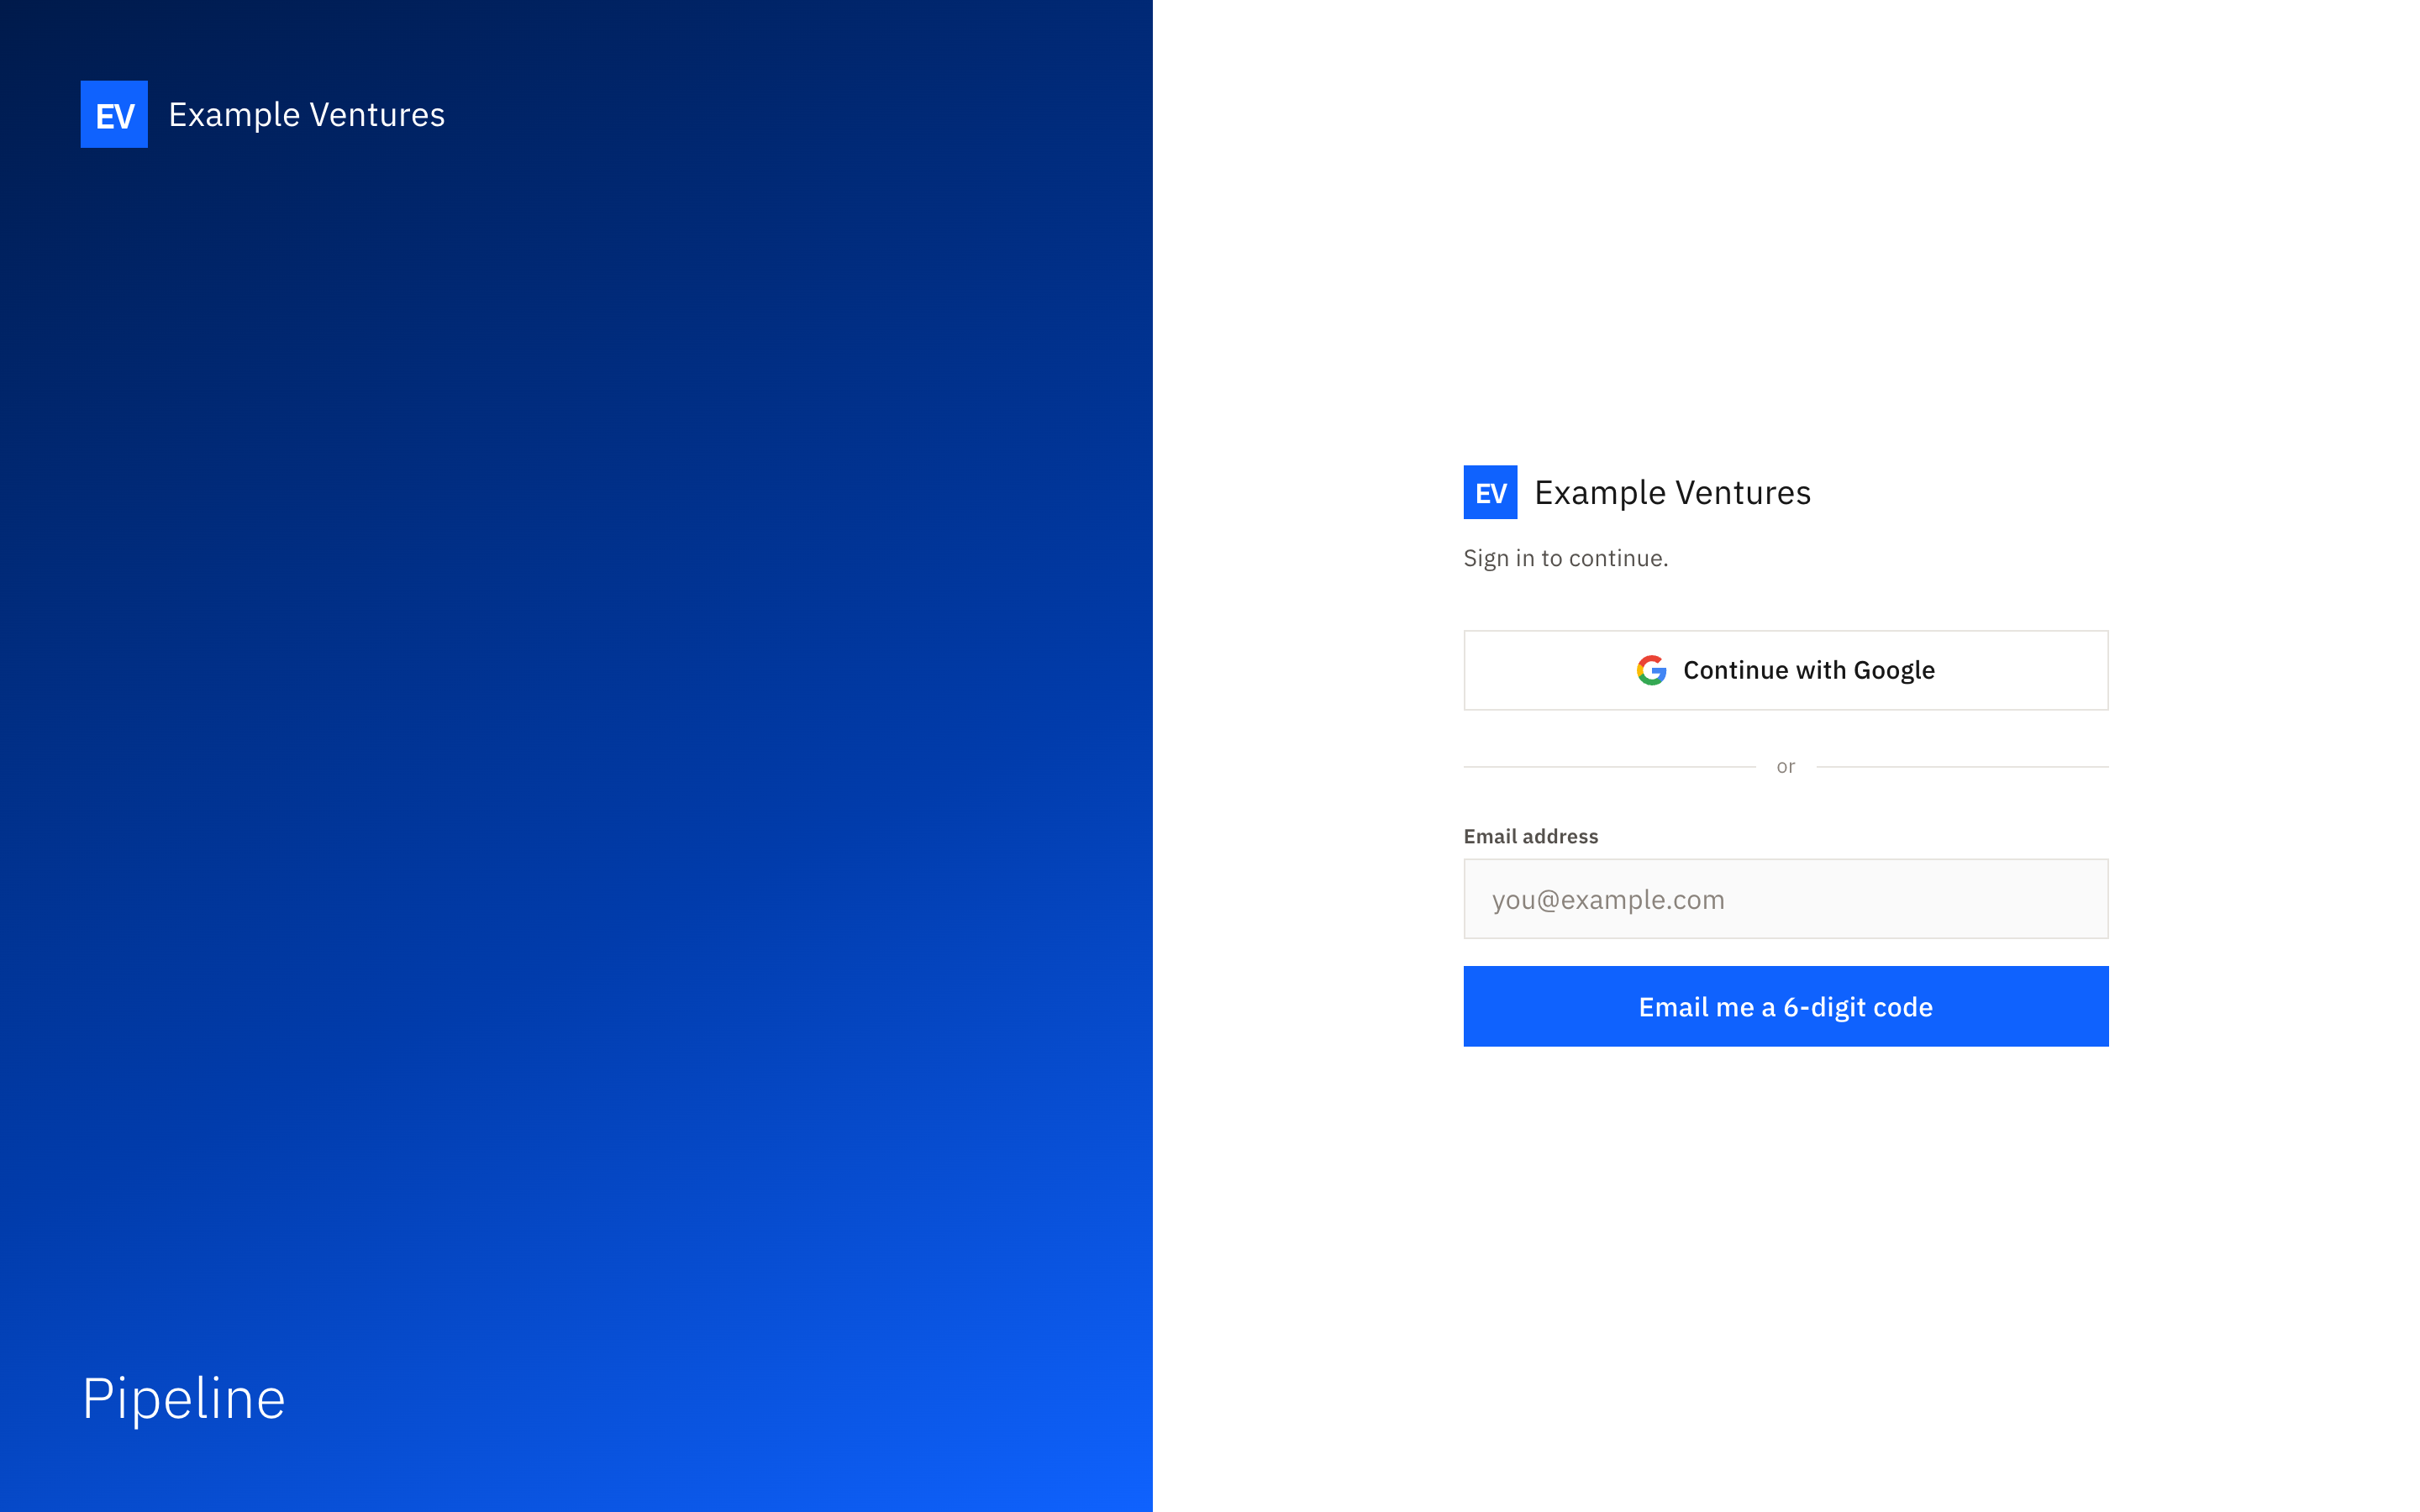 EV Example Ventures
Pipeline
EV Example Ventures
Sign in to continue.
Continue with Google
or
Email address
you@example.com
Email me a 6-digit code